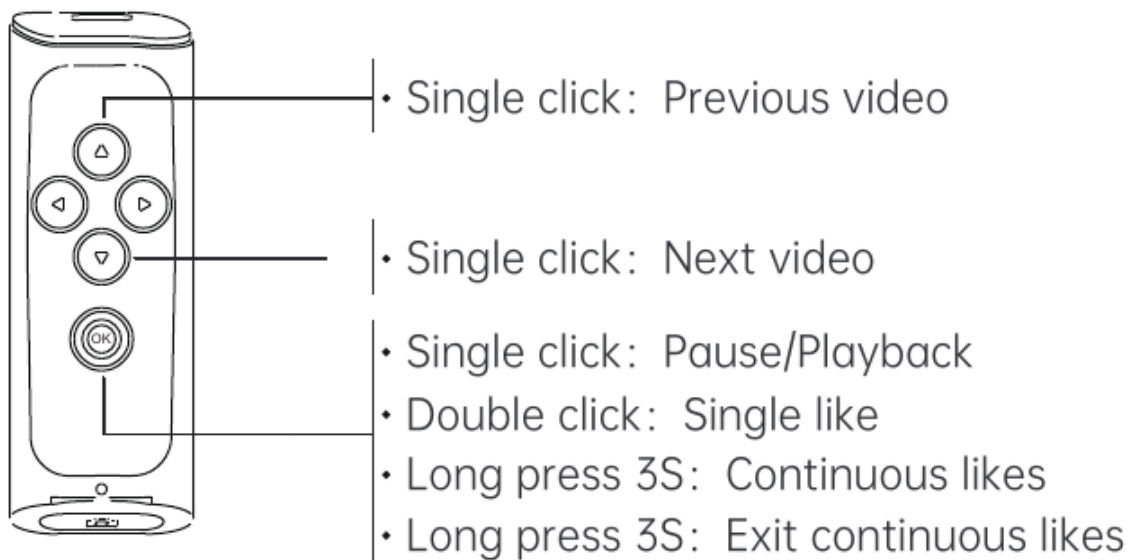 • Single click: Previous video
• Single click: Next video
OK
• Single click: Pause/Playback
• Double click: Single like
• Long press 3S: Continuous likes
• Long press 3S: Exit continuous likes